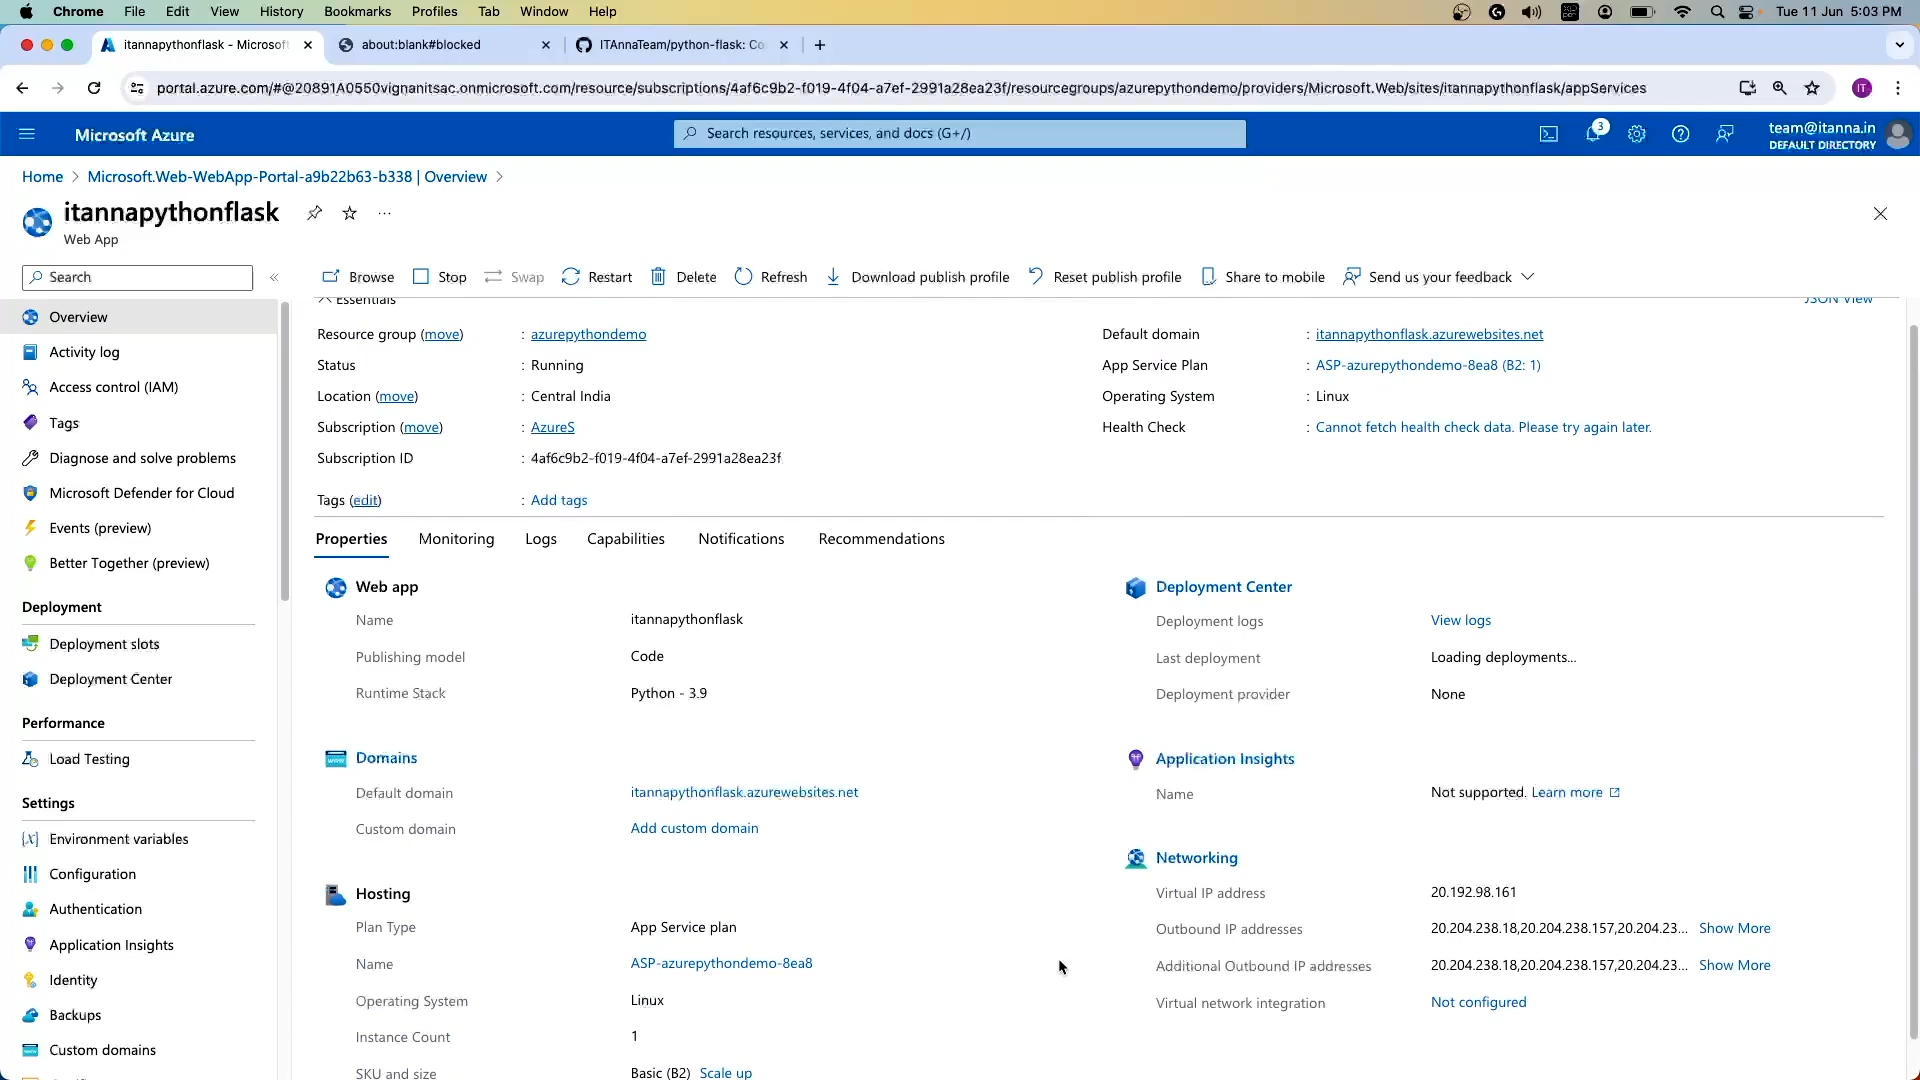 Chrome File Edit View History Bookmarks Profiles Tab Window Help Tue 11 Jun 5:03 PM
itannapythonflask - Microsoft about:blank#blocked ITAnnaTeam/python-flask: Co
portal.azure.com/#@20891A0550vignanitsac.onmicrosoft.com/resource/subscriptions/4af6c9b2-f019-4f04-a7ef-2991a28ea23f/resourcegroups/azurepythondemo/providers/Microsoft.Web/sites/itannapythonflask/appServices IT
Microsoft Azure Search resources, services, and docs (G+/) 3 team@itanna.in
DEFAULT DIRECTORY
Home > Microsoft.Web-WebApp-Portal-a9b22b63-b338 | Overview >
itannapythonflask ...
Web App
Search «
Browse Stop Swap Restart Delete Refresh Download publish profile Reset publish profile Share to mobile Send us your feedback
Overview
Activity log
Access control (IAM)
Tags
Diagnose and solve problems
Microsoft Defender for Cloud
Events (preview)
Better Together (preview)
Deployment
Deployment slots
Deployment Center
Performance
Load Testing
Settings
Environment variables
Configuration
Authentication
Application Insights
Identity
Backups
Custom domains
Essentials JSON View
Resource group (move) : azurepythondemo
Status : Running
Location (move) : Central India
Subscription (move) : AzureS
Subscription ID : 4af6c9b2-f019-4f04-a7ef-2991a28ea23f
Default domain : itannapythonflask.azurewebsites.net
App Service Plan : ASP-azurepythondemo-8ea8 (B2: 1)
Operating System : Linux
Health Check : Cannot fetch health check data. Please try again later.
Tags (edit) : Add tags
Properties Monitoring Logs Capabilities Notifications Recommendations
Web app
Name itannapythonflask
Publishing model Code
Runtime Stack Python - 3.9
Domains
Default domain itannapythonflask.azurewebsites.net
Custom domain Add custom domain
Hosting
Plan Type App Service plan
Name ASP-azurepythondemo-8ea8
Operating System Linux
Instance Count 1
SKU and size Basic (B2) Scale up
Deployment Center
Deployment logs View logs
Last deployment Loading deployments...
Deployment provider None
Application Insights
Name Not supported. Learn more
Networking
Virtual IP address 20.192.98.161
Outbound IP addresses 20.204.238.18,20.204.238.157,20.204.23... Show More
Additional Outbound IP addresses 20.204.238.18,20.204.238.157,20.204.23... Show More
Virtual network integration Not configured